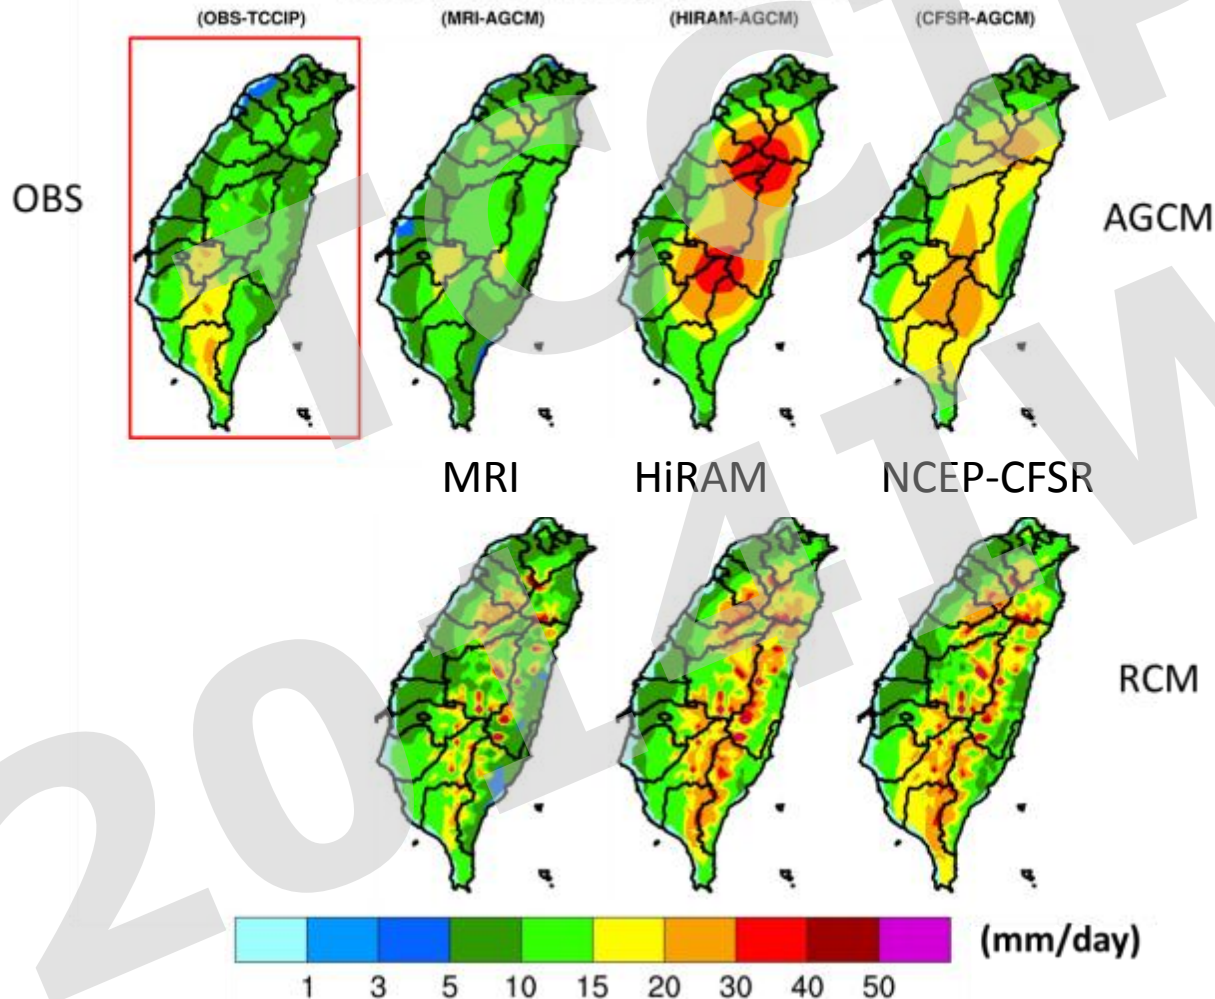 (OBS-TCCIP) (MRI-AGCM) (HIRAM-AGCM) (CFSR-AGCM)
OBS
AGCM
MRI HiRAM NCEP-CFSR
RCM
(mm/day)
1 3 5 10 15 20 30 40 50